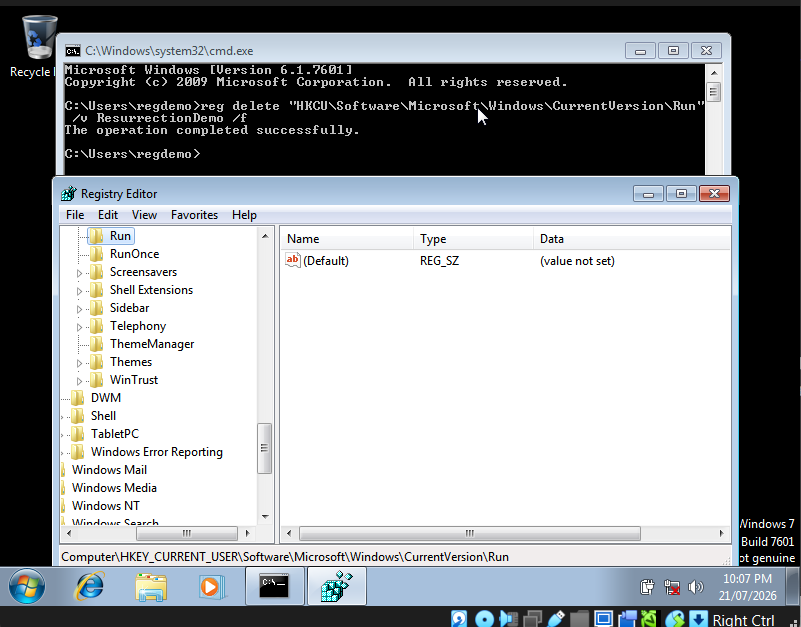 Recycle
C:\Windows\system32\cmd.exe
Microsoft Windows [Version 6.1.7601]
Copyright (c) 2009 Microsoft Corporation.  All rights reserved.
C:\Users\regdemo>reg delete "HKCU\Software\Microsoft\Windows\CurrentVersion\Run"
/v ResurrectionDemo /f
The operation completed successfully.
C:\Users\regdemo>
Registry Editor
File Edit View Favorites Help
Run
RunOnce
Screensavers
Shell Extensions
Sidebar
Telephony
ThemeManager
Themes
WinTrust
DWM
Shell
TabletPC
Windows Error Reporting
Windows Mail
Windows Media
Windows NT
Windows Search
Name Type Data
ab (Default) REG_SZ (value not set)
Computer\HKEY_CURRENT_USER\Software\Microsoft\Windows\CurrentVersion\Run
Windows 7
Build 7601
ot genuine
10:07 PM
21/07/2026
Right Ctrl